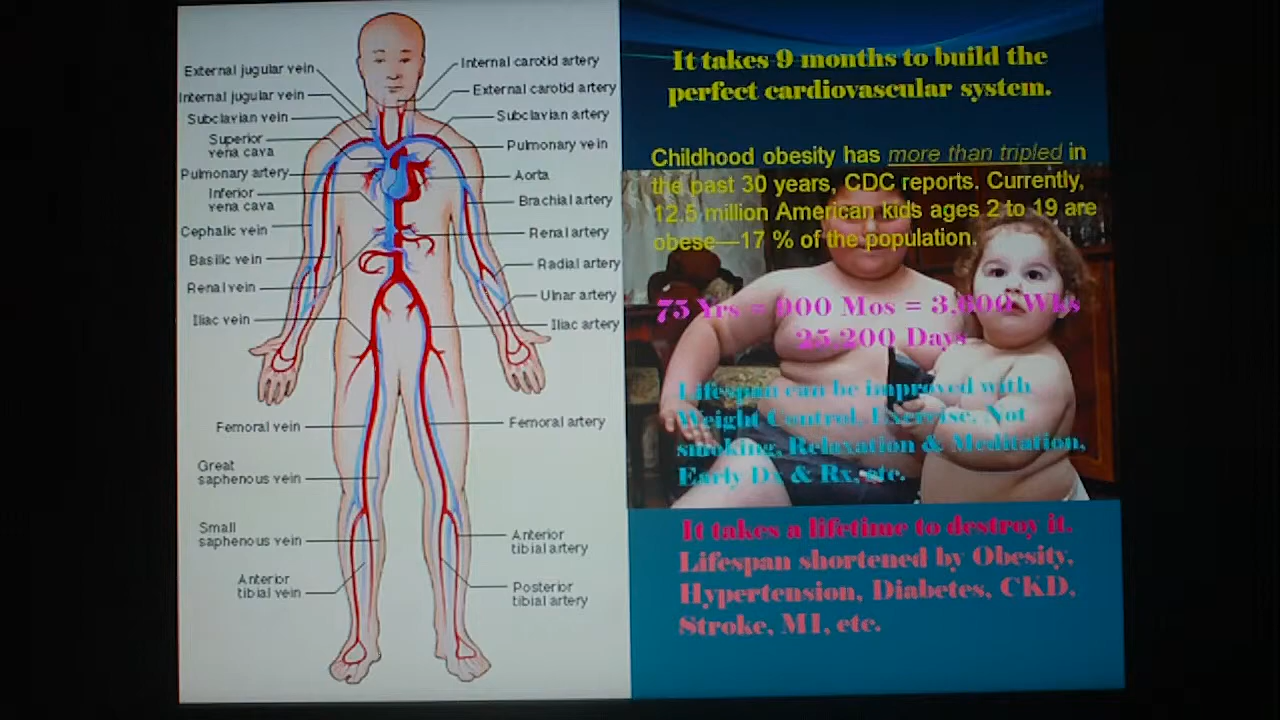 External jugular vein
Internal jugular vein
Subclavian vein
Superior
vena cava
Pulmonary artery
Inferior
vena cava
Cephalic vein
Basilic vein
Renal vein
Iliac vein
Femoral vein
Great
saphenous vein
Small
saphenous vein
Anterior
tibial vein
Internal carotid artery
External carotid artery
Subclavian artery
Pulmonary vein
Aorta
Brachial artery
Renal artery
Radial artery
Ulnar artery
Iliac artery
Femoral artery
Anterior
tibial artery
Posterior
tibial artery
It takes 9 months to build the
perfect cardiovascular system.
Childhood obesity has more than tripled in
the past 30 years, CDC reports. Currently,
12.5 million American kids ages 2 to 19 are
obese—17 % of the population.
75 Yrs = 900 Mos = 3,600 Wks
25,200 Days
Lifespan can be improved with
Weight Control, Exercise, Not
smoking, Relaxation & Meditation,
Early Dx & Rx, etc.
It takes a lifetime to destroy it.
Lifespan shortened by Obesity,
Hypertension, Diabetes, CKD,
Stroke, MI, etc.